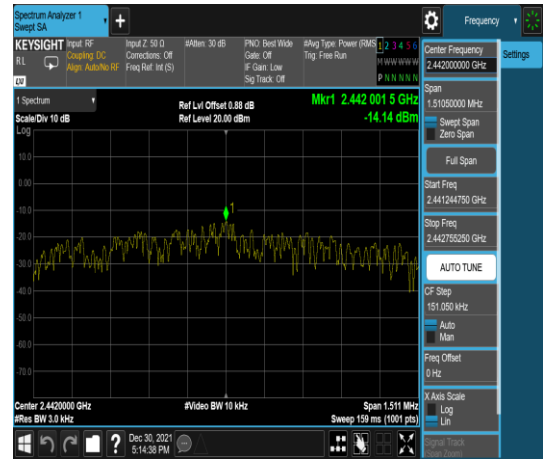 Spectrum Analyzer 1
Swept SA
+
Frequency
KEYSIGHT
Input: RF
Coupling: DC
Align: Auto/No RF
Input Z: 50 Ω
Corrections: Off
Freq Ref: Int (S)
#Atten: 30 dB
PNO: Best Wide
Gate: Off
IF Gain: Low
Sig Track: Off
#Avg Type: Power (RMS
Trig: Free Run
1 2 3 4 5 6
M W W W W W
P N N N N N
R L
LXI
1 Spectrum
Scale/Div 10 dB
Ref Lvl Offset 0.88 dB
Ref Level 20.00 dBm
Mkr1 2.442 001 5 GHz
-14.14 dBm
Log
10.0
0.00
-10.0
-20.0
-30.0
-40.0
-50.0
-60.0
-70.0
1
Center 2.4420000 GHz
#Res BW 3.0 kHz
#Video BW 10 kHz
Span 1.511 MHz
Sweep 159 ms (1001 pts)
Dec 30, 2021
5:14:38 PM
?
Center Frequency
2.442000000 GHz
Settings
Span
1.51050000 MHz
Swept Span
Zero Span
Full Span
Start Freq
2.441244750 GHz
Stop Freq
2.442755250 GHz
AUTO TUNE
CF Step
151.050 kHz
Auto
Man
Freq Offset
0 Hz
X Axis Scale
Log
Lin
Signal Track
(Span Zoom)